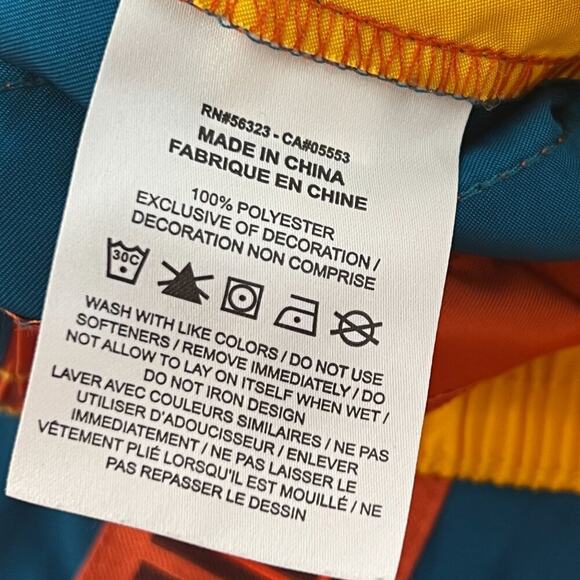 RN#56323 - CA#05553
MADE IN CHINA
FABRIQUE EN CHINE
100% POLYESTER
EXCLUSIVE OF DECORATION /
DECORATION NON COMPRISE
30C
WASH WITH LIKE COLORS / DO NOT USE
SOFTENERS / REMOVE IMMEDIATELY / DO
NOT ALLOW TO LAY ON ITSELF WHEN WET /
DO NOT IRON DESIGN
LAVER AVEC COULEURS SIMILAIRES / NE PAS
UTILISER D'ADOUCISSEUR / ENLEVER
IMMEDIATEMENT / NE PAS LAISSER LE
VÊTEMENT PLIÉ LORSQU'IL EST MOUILLÉ / NE
PAS REPASSER LE DESSIN